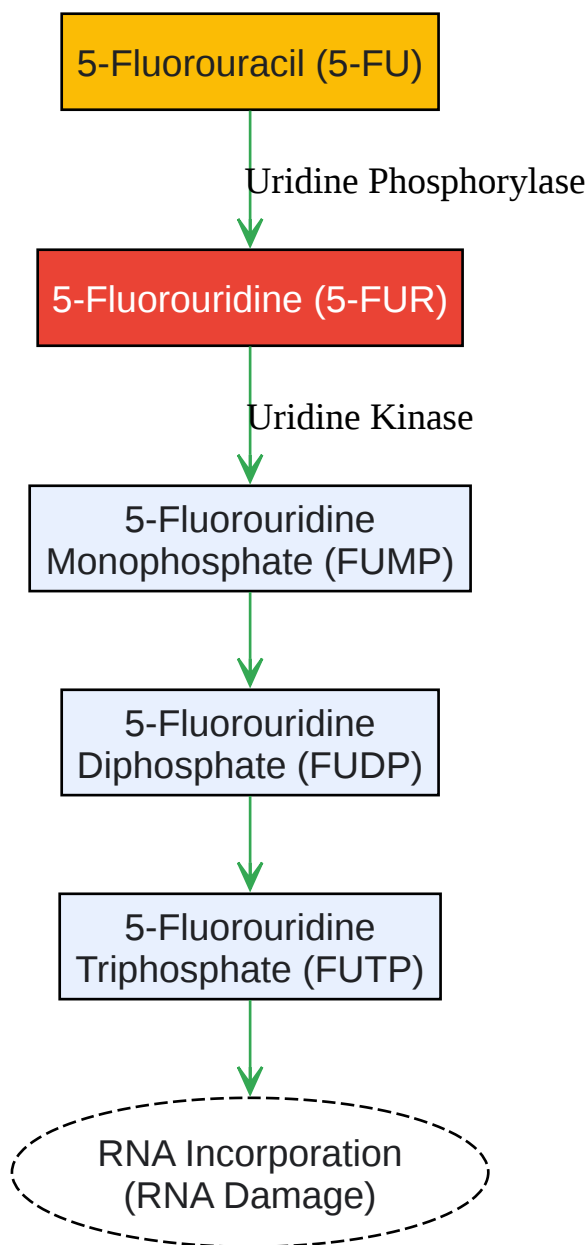 5-Fluorouracil (5-FU)
Uridine Phosphorylase
5-Fluorouridine (5-FUR)
Uridine Kinase
5-Fluorouridine
Monophosphate (FUMP)
5-Fluorouridine
Diphosphate (FUDP)
5-Fluorouridine
Triphosphate (FUTP)
RNA Incorporation
(RNA Damage)